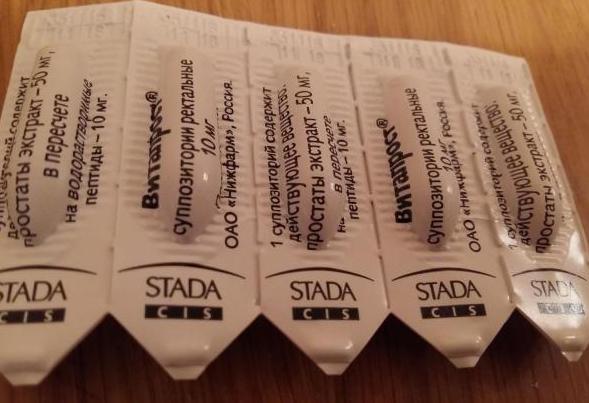 суппозиторий содержит
простаты экстракт – 50 мг,
в пересчете
на водорастворимые
пептиды – 10 мг.
STADA
CIS
Витапрост®
суппозитории ректальные
10 мг
ОАО «Нижфарм», Россия.
STADA
CIS
1 суппозиторий содержит
действующее вещество:
простаты экстракт – 50 мг,
в пересчете
пептиды – 10 мг.
STADA
CIS
Витапрост®
суппозитории ректальные
10 мг
ОАО «Нижфарм», Россия.
STADA
CIS
1 суппозиторий содержит
действующее вещество:
простаты экстракт – 50 мг,
STADA
CIS